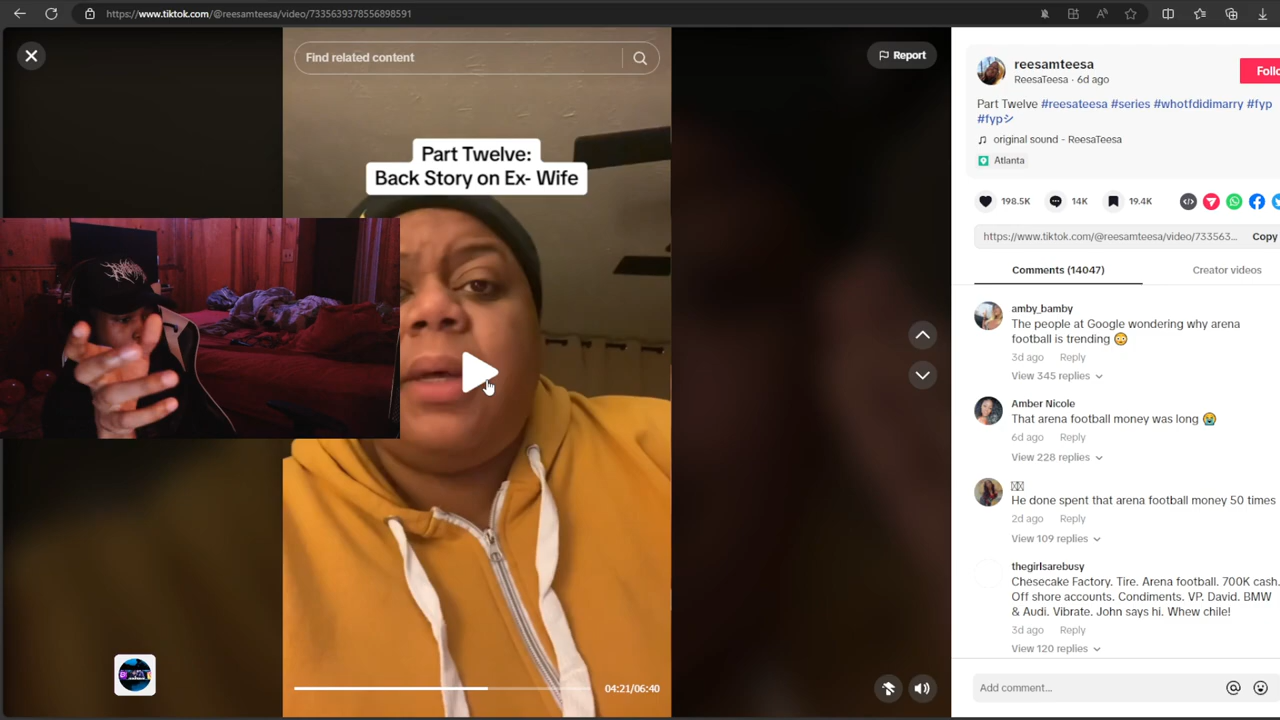 https://www.tiktok.com/@reesamteesa/video/7335639378556898591
Find related content
Report
Part Twelve:
Back Story on Ex- Wife
04:21/06:40
reesamteesa
ReesaTeesa · 6d ago
Follo
Part Twelve #reesateesa #series #whotfdidimarry #fyp
#fypシ
original sound - ReesaTeesa
Atlanta
198.5K
14K
19.4K
https://www.tiktok.com/@reesamteesa/video/733563...
Copy
Comments (14047)
Creator videos
amby_bamby
The people at Google wondering why arena
football is trending 😳
3d ago
Reply
View 345 replies
Amber Nicole
That arena football money was long 😭
6d ago
Reply
View 228 replies
He done spent that arena football money 50 times
2d ago
Reply
View 109 replies
thegirlsarebusy
Chesecake Factory. Tire. Arena football. 700K cash.
Off shore accounts. Condiments. VP. David. BMW
& Audi. Vibrate. John says hi. Whew chile!
3d ago
Reply
View 120 replies
Add comment...